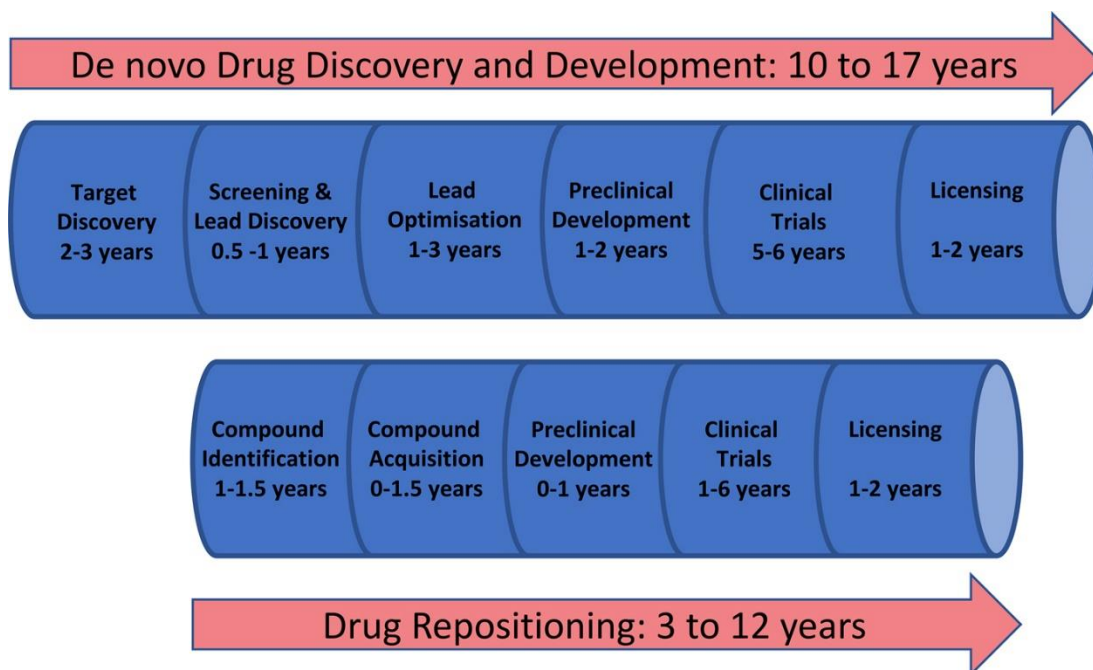 De novo Drug Discovery and Development: 10 to 17 years
Target
Discovery
2-3 years
Screening &
Lead Discovery
0.5 -1 years
Lead
Optimisation
1-3 years
Preclinical
Development
1-2 years
Clinical
Trials
5-6 years
Licensing
1-2 years
Compound
Identification
1-1.5 years
Compound
Acquisition
0-1.5 years
Preclinical
Development
0-1 years
Clinical
Trials
1-6 years
Licensing
1-2 years
Drug Repositioning: 3 to 12 years